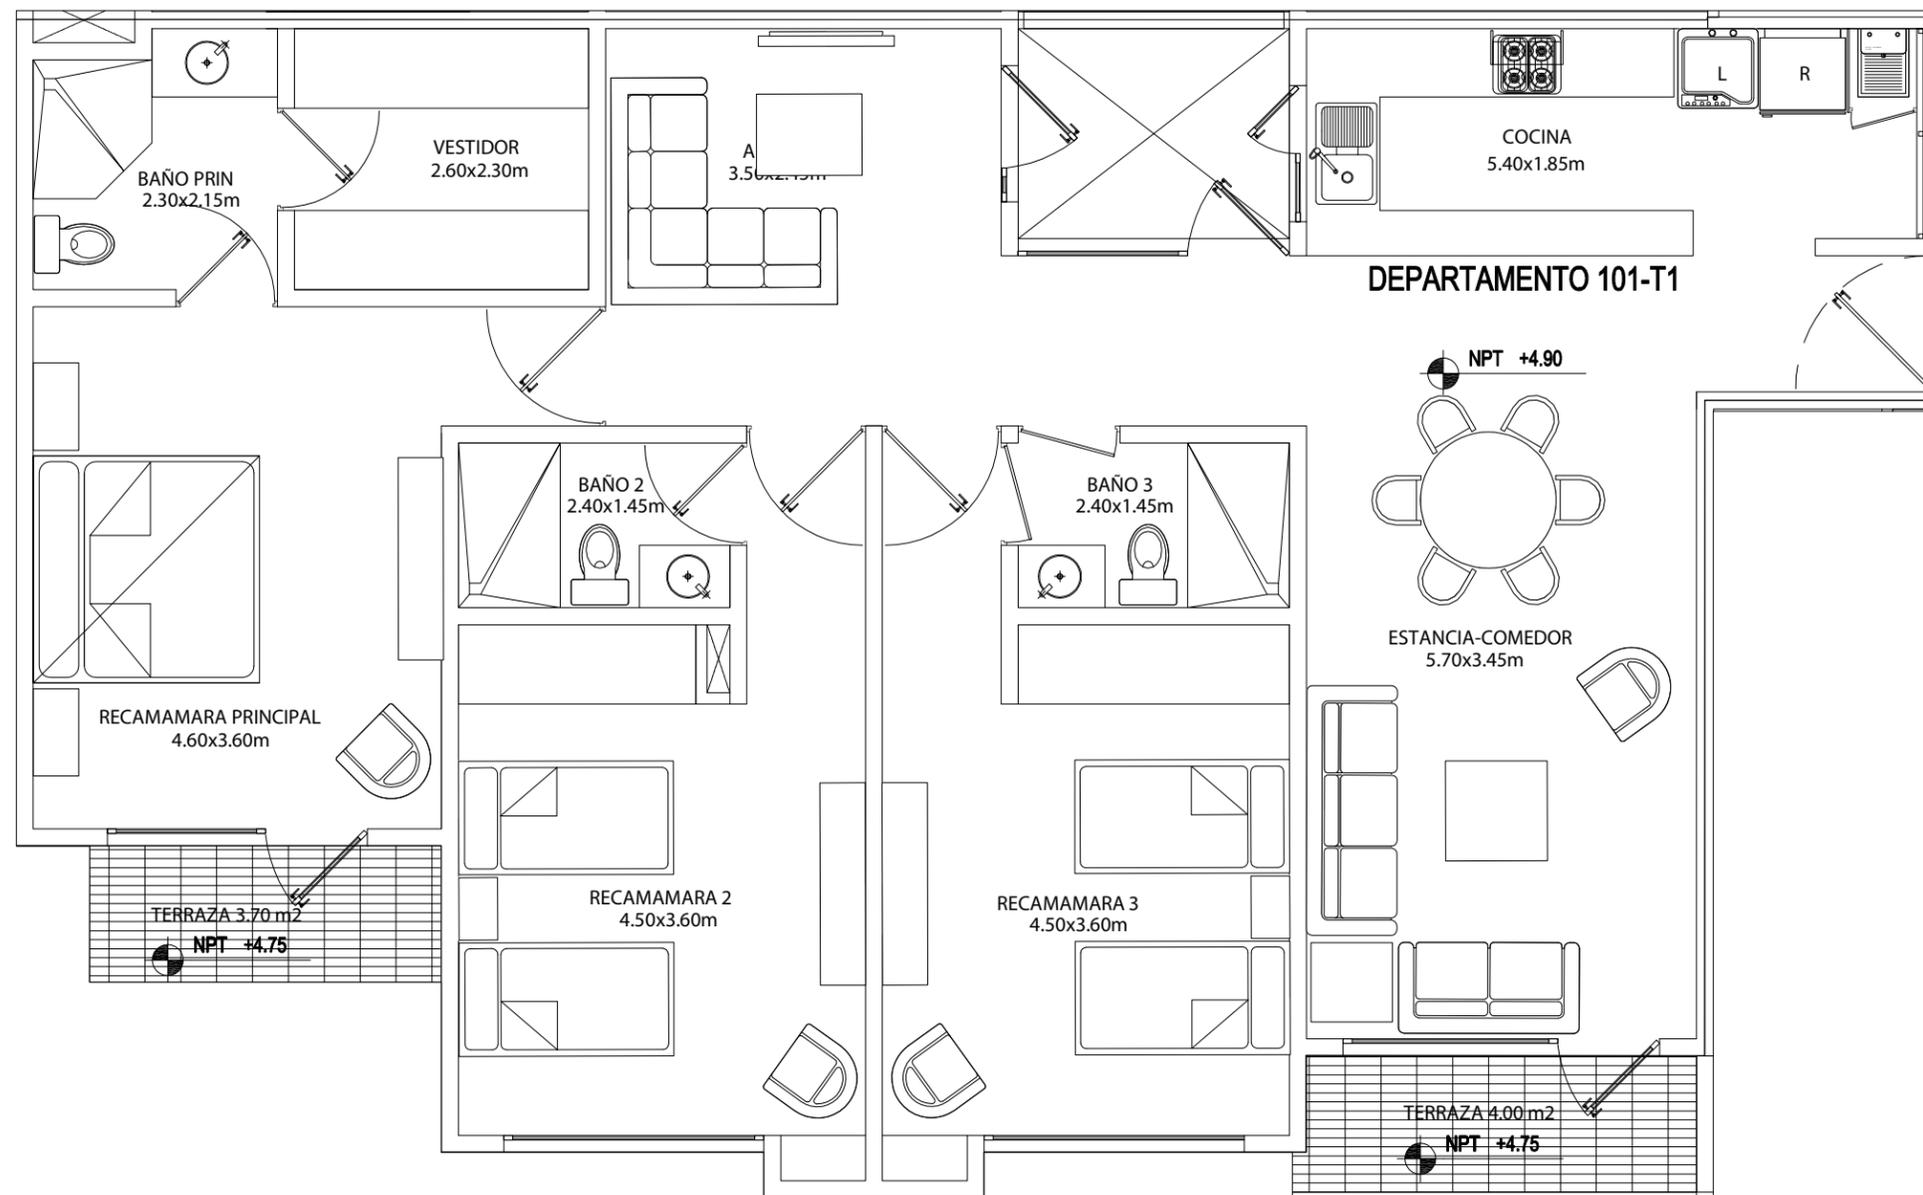 VESTIDOR
2.60x2.30m
BAÑO PRIN
2.30x2.15m
L
R
COCINA
5.40x1.85m
DEPARTAMENTO 101-T1
NPT +4.90
BAÑO 2
2.40x1.45m
BAÑO 3
2.40x1.45m
ESTANCIA-COMEDOR
5.70x3.45m
RECAMAMARA PRINCIPAL
4.60x3.60m
RECAMAMARA 2
4.50x3.60m
RECAMAMARA 3
4.50x3.60m
TERRAZA 3.70 m2
NPT +4.75
TERRAZA 4.00 m2
NPT +4.75